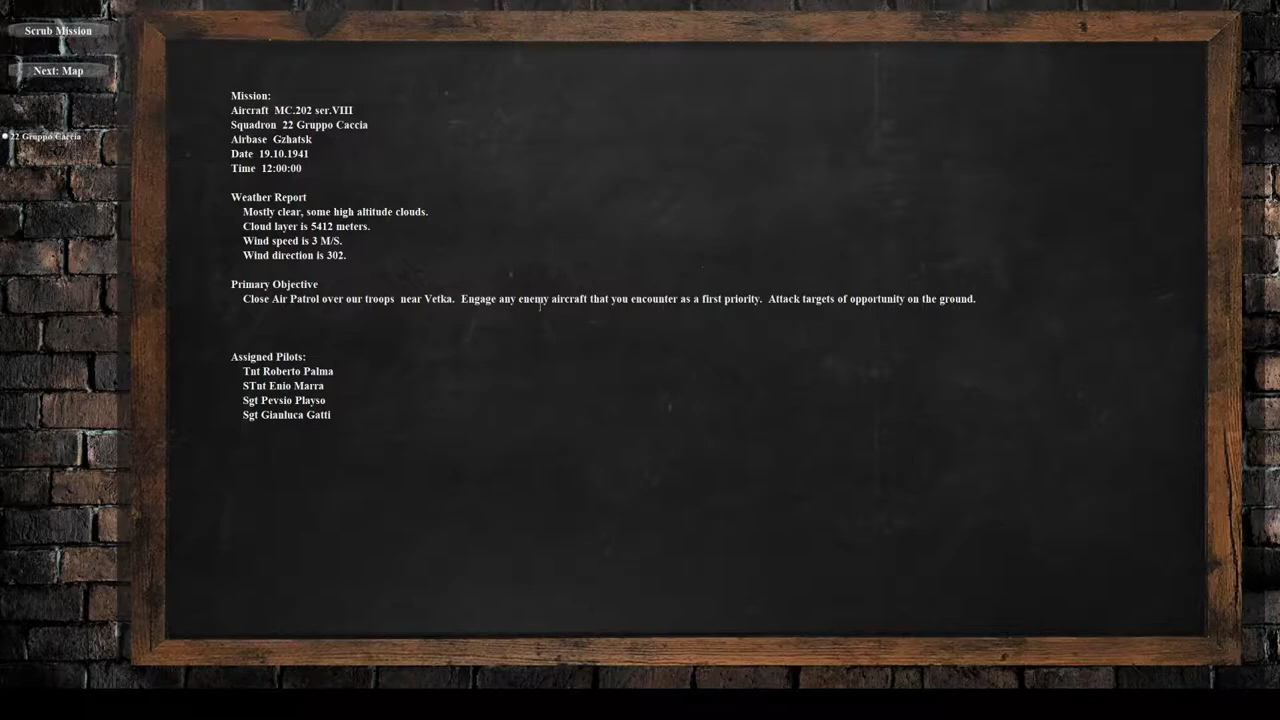 Scrub Mission
Next: Map
22 Gruppo Caccia
Mission:
Aircraft MC.202 ser.VIII
Squadron 22 Gruppo Caccia
Airbase Gzhatsk
Date 19.10.1941
Time 12:00:00
Weather Report
Mostly clear, some high altitude clouds.
Cloud layer is 5412 meters.
Wind speed is 3 M/S.
Wind direction is 302.
Primary Objective
Close Air Patrol over our troops near Vetka. Engage any enemy aircraft that you encounter as a first priority. Attack targets of opportunity on the ground.
Assigned Pilots:
Tnt Roberto Palma
STnt Enio Marra
Sgt Pevsio Playso
Sgt Gianluca Gatti